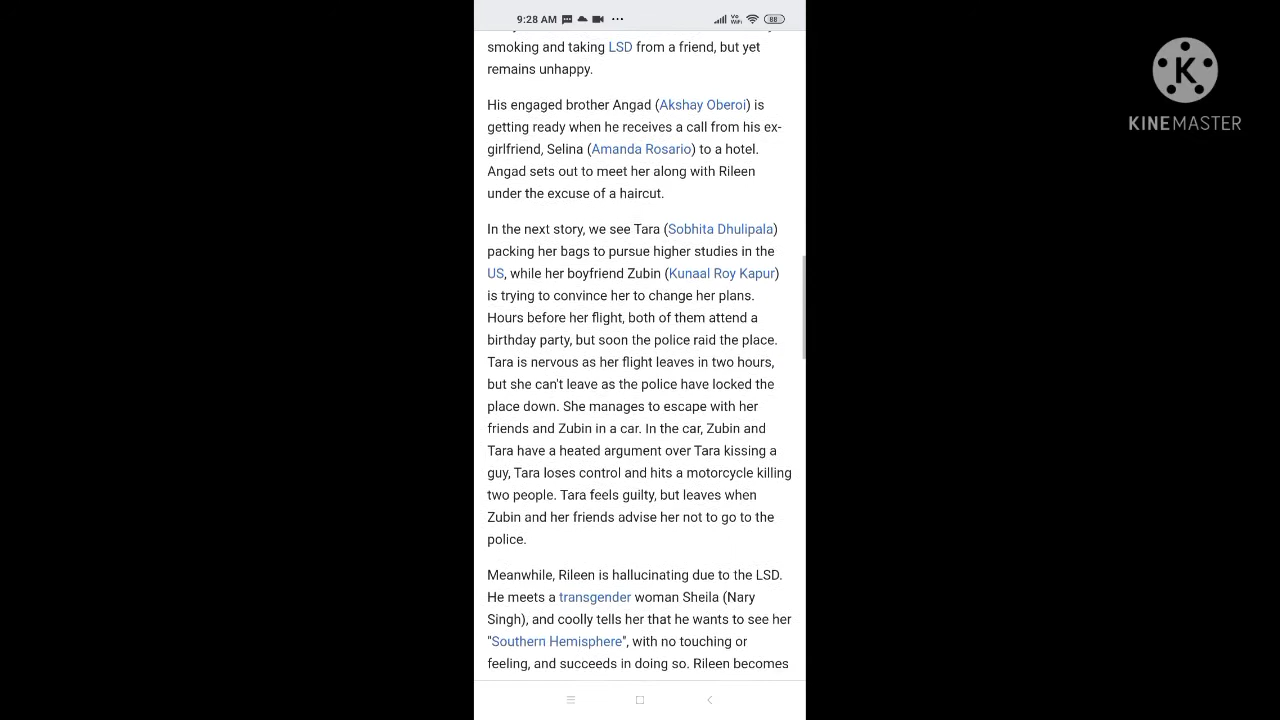 9:28 AM
Vo
WiFi
88
smoking and taking LSD from a friend, but yet
remains unhappy.
His engaged brother Angad (Akshay Oberoi) is
getting ready when he receives a call from his ex-
girlfriend, Selina (Amanda Rosario) to a hotel.
Angad sets out to meet her along with Rileen
under the excuse of a haircut.
In the next story, we see Tara (Sobhita Dhulipala)
packing her bags to pursue higher studies in the
US, while her boyfriend Zubin (Kunaal Roy Kapur)
is trying to convince her to change her plans.
Hours before her flight, both of them attend a
birthday party, but soon the police raid the place.
Tara is nervous as her flight leaves in two hours,
but she can't leave as the police have locked the
place down. She manages to escape with her
friends and Zubin in a car. In the car, Zubin and
Tara have a heated argument over Tara kissing a
guy, Tara loses control and hits a motorcycle killing
two people. Tara feels guilty, but leaves when
Zubin and her friends advise her not to go to the
police.
Meanwhile, Rileen is hallucinating due to the LSD.
He meets a transgender woman Sheila (Nary
Singh), and coolly tells her that he wants to see her
"Southern Hemisphere", with no touching or
feeling, and succeeds in doing so. Rileen becomes
K
KINEMASTER